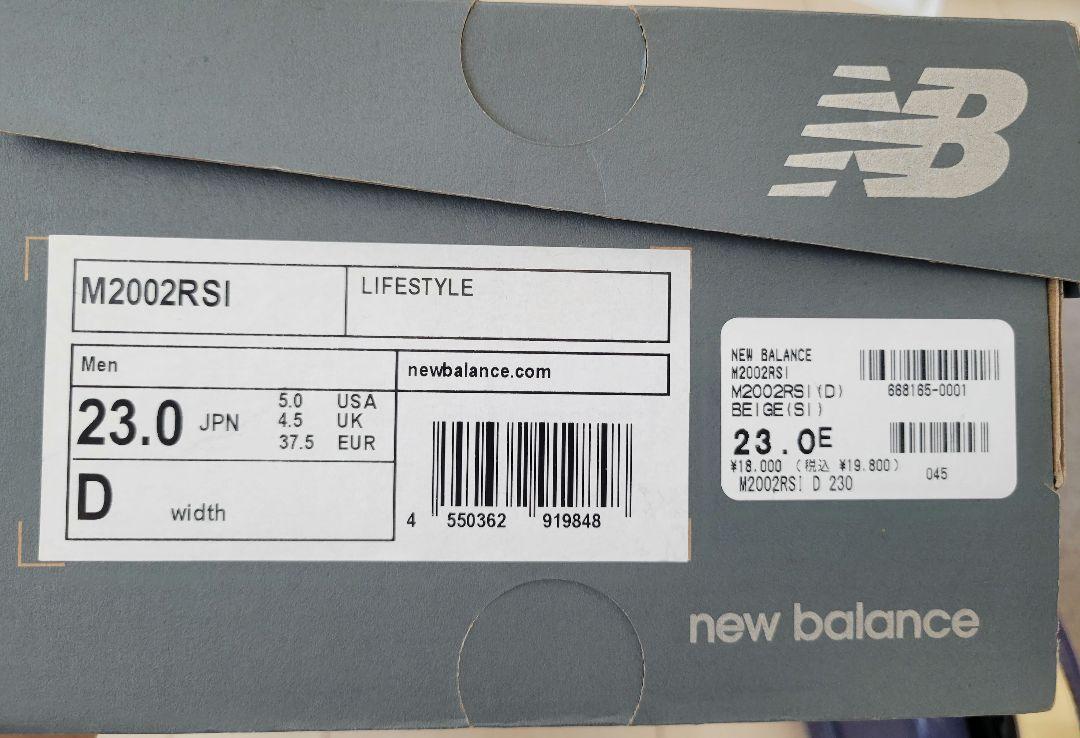 NB
M2002RSI
LIFESTYLE
Men
newbalance.com
23.0 JPN
5.0 USA
4.5 UK
37.5 EUR
D width
4 550362 919848
NEW BALANCE
M2002RSI
668165-0001
M2002RSI(D)
BEIGE(SI)
23.0E
¥18.000 (税込 ¥19.800)
045
M2002RSI D 230
new balance